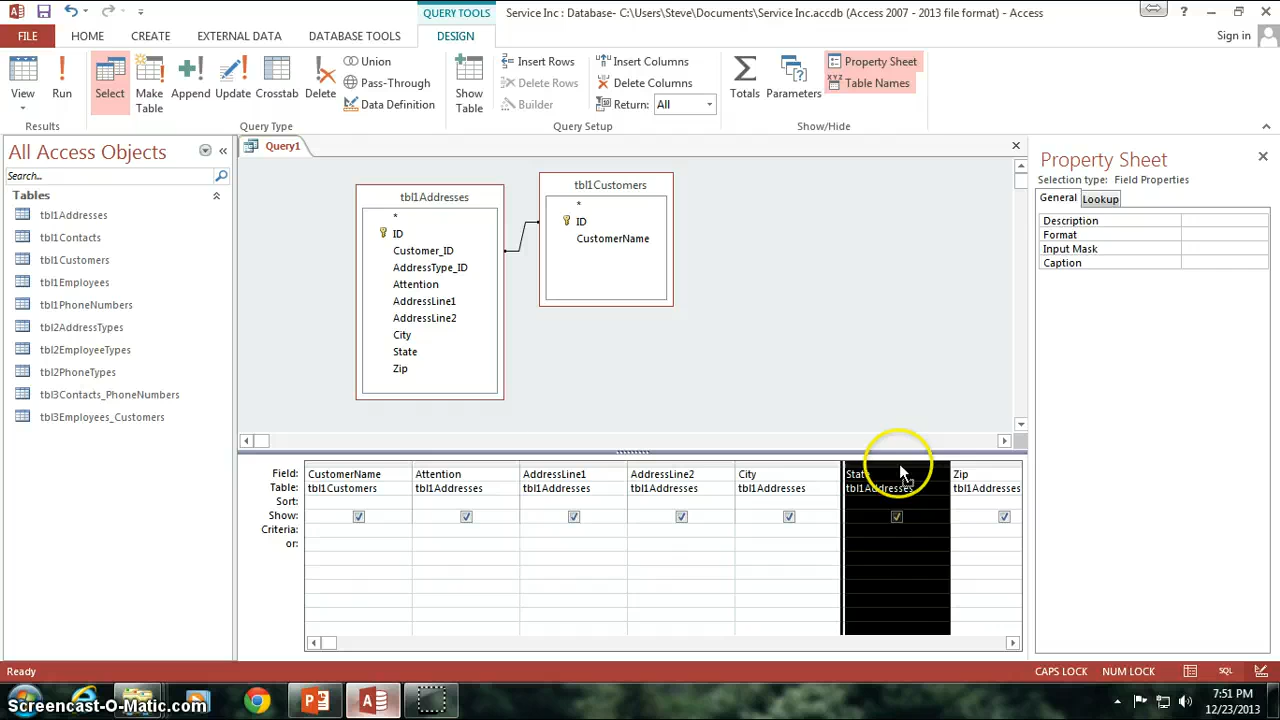 QUERY TOOLS
Service Inc : Database- C:\Users\Steve\Documents\Service Inc.accdb (Access 2007 - 2013 file format) - Access
FILE
HOME
CREATE
EXTERNAL DATA
DATABASE TOOLS
DESIGN
Sign in
View
Run
Select
Make Table
Append
Update
Crosstab
Delete
Union
Pass-Through
Data Definition
Show Table
Insert Rows
Delete Rows
Builder
Insert Columns
Delete Columns
Return: All
Totals
Parameters
Property Sheet
XYZ
Table Names
Results
Query Type
Query Setup
Show/Hide
All Access Objects
Search...
Tables
tbl1Addresses
tbl1Contacts
tbl1Customers
tbl1Employees
tbl1PhoneNumbers
tbl2AddressTypes
tbl2EmployeeTypes
tbl2PhoneTypes
tbl3Contacts_PhoneNumbers
tbl3Employees_Customers
Query1
tbl1Addresses
*
ID
Customer_ID
AddressType_ID
Attention
AddressLine1
AddressLine2
City
State
Zip
tbl1Customers
*
ID
CustomerName
Property Sheet
Selection type: Field Properties
General
Lookup
Description
Format
Input Mask
Caption
Field: CustomerName Attention AddressLine1 AddressLine2 City State Zip
Table: tbl1Customers tbl1Addresses tbl1Addresses tbl1Addresses tbl1Addresses tbl1Addresses tbl1Addresses
Sort:
Show:
Criteria:
or:
Ready
CAPS LOCK
NUM LOCK
SQL
Screencast-O-Matic.com
7:51 PM
12/23/2013